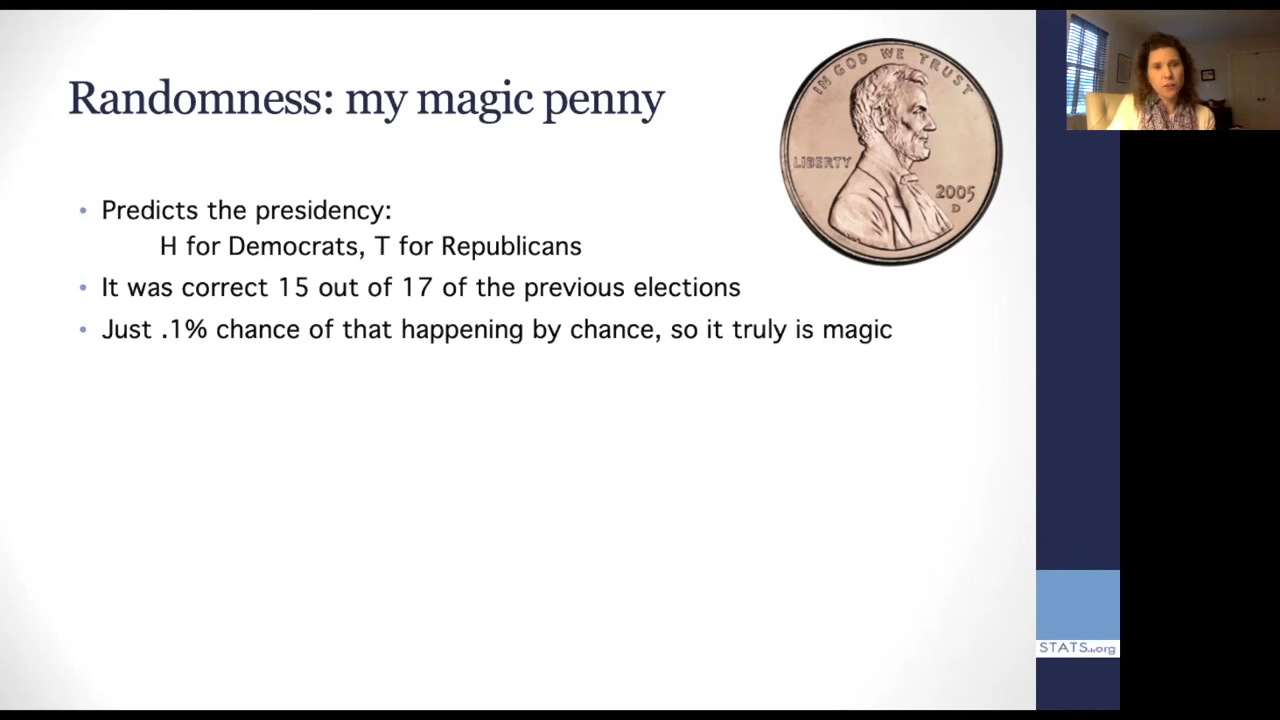 Randomness: my magic penny
IN GOD WE TRUST
LIBERTY
2005
D
• Predicts the presidency:
H for Democrats, T for Republicans
• It was correct 15 out of 17 of the previous elections
• Just .1% chance of that happening by chance, so it truly is magic